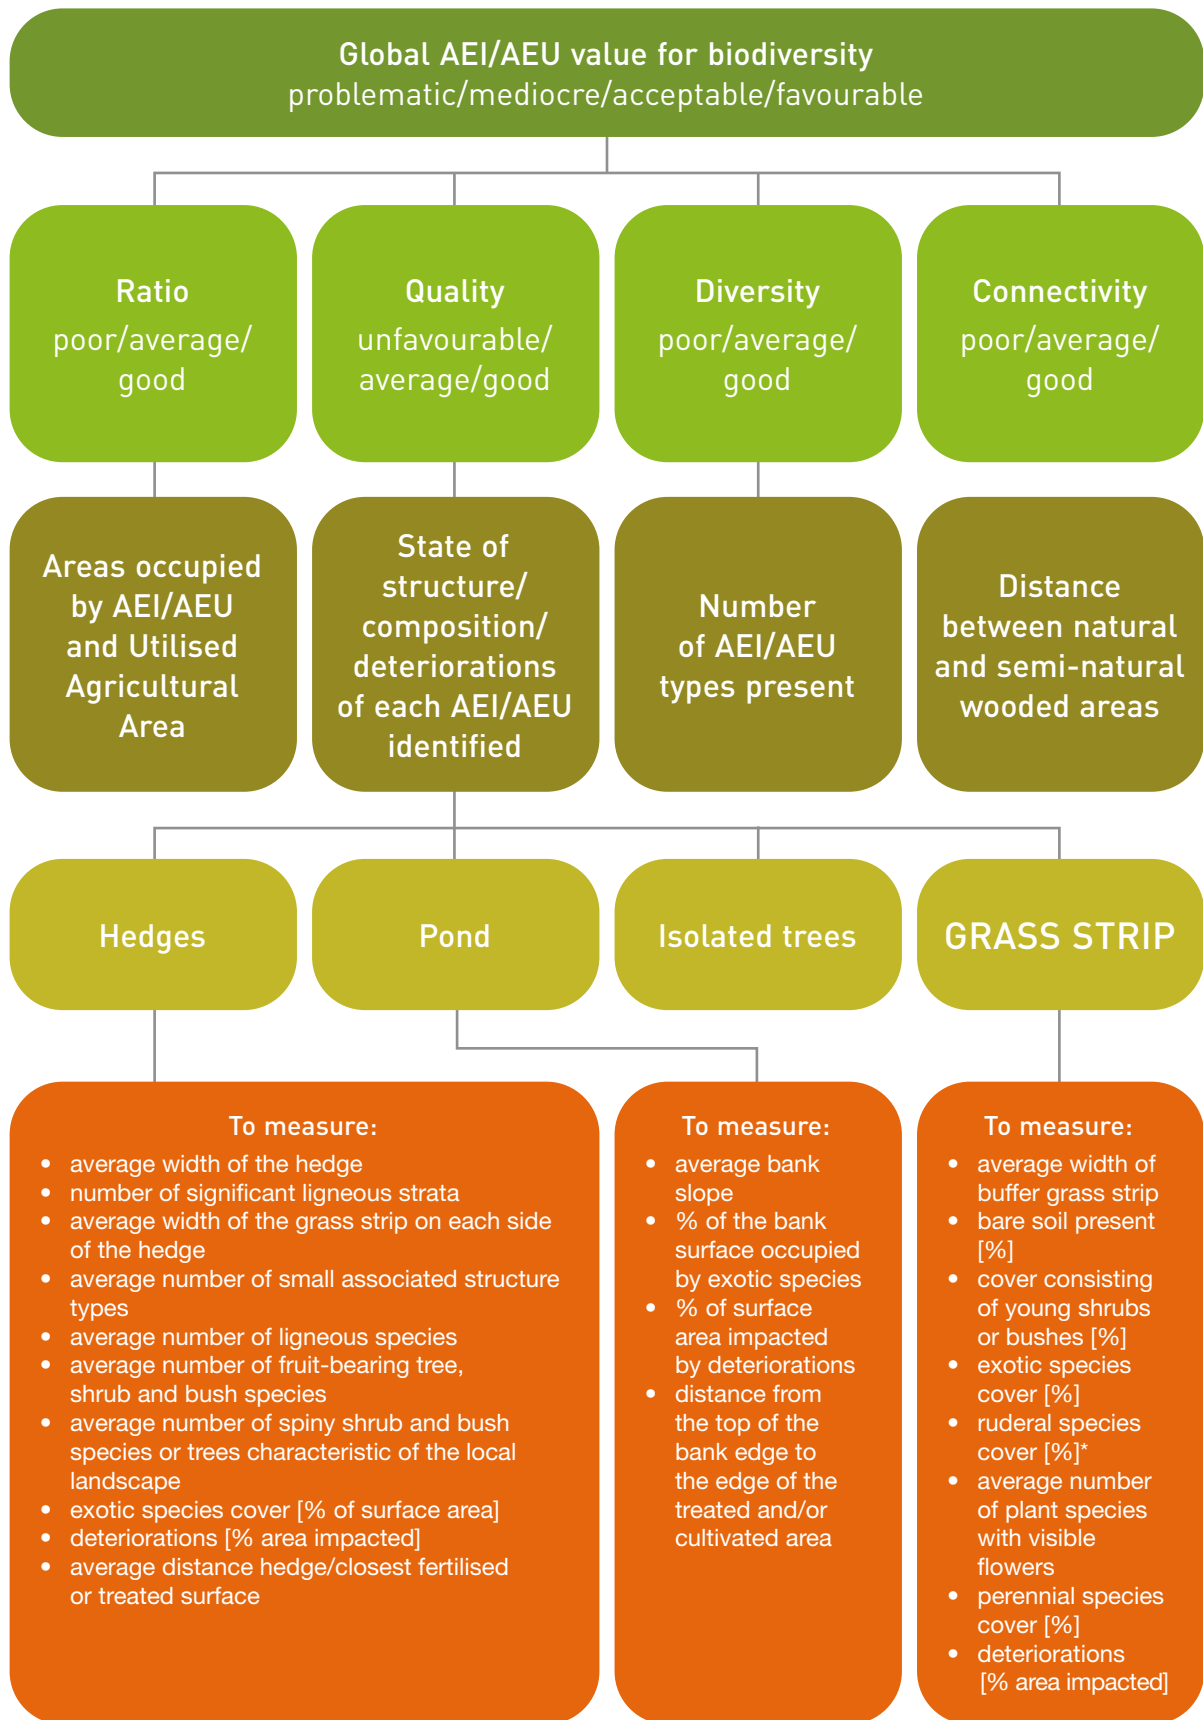 Global AEI/AEU value for biodiversity
problematic/mediocre/acceptable/favourable
Ratio
poor/average/
good
Quality
unfavourable/
average/good
Diversity
poor/average/
good
Connectivity
poor/average/
good
Areas occupied
by AEI/AEU
and Utilised
Agricultural
Area
State of
structure/
composition/
deteriorations
of each AEI/AEU
identified
Number
of AEI/AEU
types present
Distance
between natural
and semi-natural
wooded areas
Hedges
Pond
Isolated trees
GRASS STRIP
To measure:
• average width of the hedge
• number of significant ligneous strata
• average width of the grass strip on each side
of the hedge
• average number of small associated structure
types
• average number of ligneous species
• average number of fruit-bearing tree,
shrub and bush species
• average number of spiny shrub and bush
species or trees characteristic of the local
landscape
• exotic species cover [% of surface area]
• deteriorations [% area impacted]
• average distance hedge/closest fertilised
or treated surface
To measure:
• average bank
slope
• % of the bank
surface occupied
by exotic species
• % of surface
area impacted
by deteriorations
• distance from
the top of the
bank edge to
the edge of the
treated and/or
cultivated area
To measure:
• average width of
buffer grass strip
• bare soil present
[%]
• cover consisting
of young shrubs
or bushes [%]
• exotic species
cover [%]
• ruderal species
cover [%]*
• average number
of plant species
with visible
flowers
• perennial species
cover [%]
• deteriorations
[% area impacted]